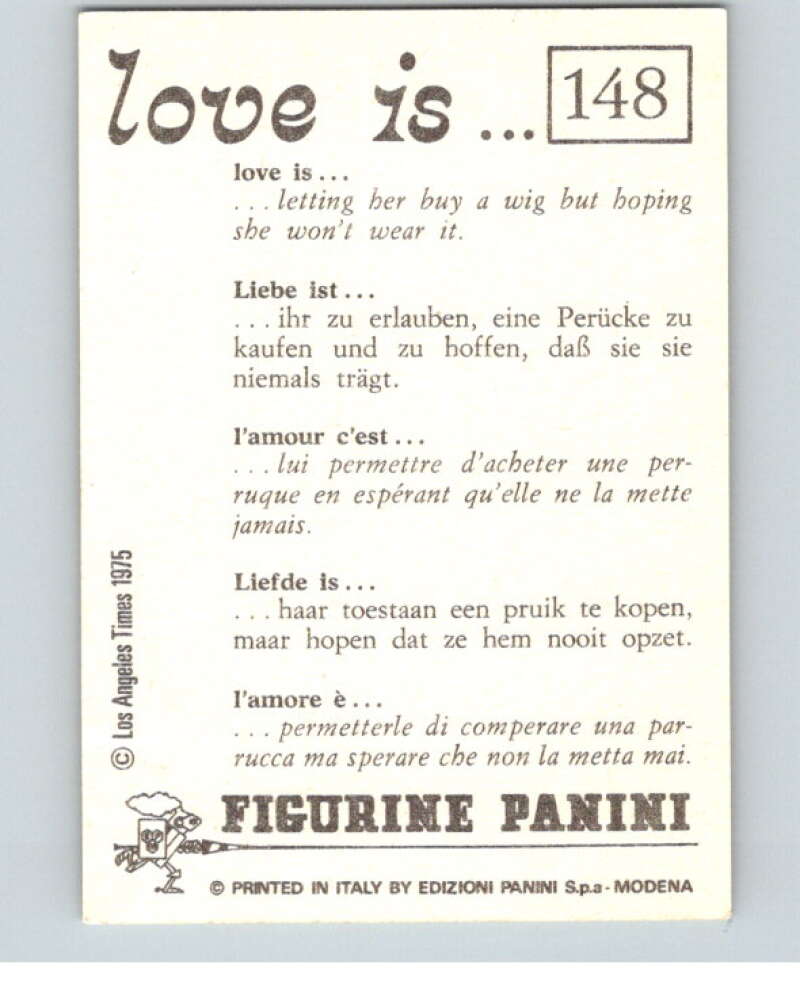 love is ... 148
love is ...
... letting her buy a wig but hoping
she won't wear it.
Liebe ist ...
... ihr zu erlauben, eine Perücke zu
kaufen und zu hoffen, daß sie sie
niemals trägt.
l'amour c'est ...
... lui permettre d'acheter une per-
ruque en espérant qu'elle ne la mette
jamais.
Liefde is ...
... haar toestaan een pruik te kopen,
maar hopen dat ze hem nooit opzet.
l'amore è ...
... permetterle di comperare una par-
rucca ma sperare che non la metta mai.
© Los Angeles Times 1975
FIGURINE PANINI
© PRINTED IN ITALY BY EDIZIONI PANINI S.p.a - MODENA